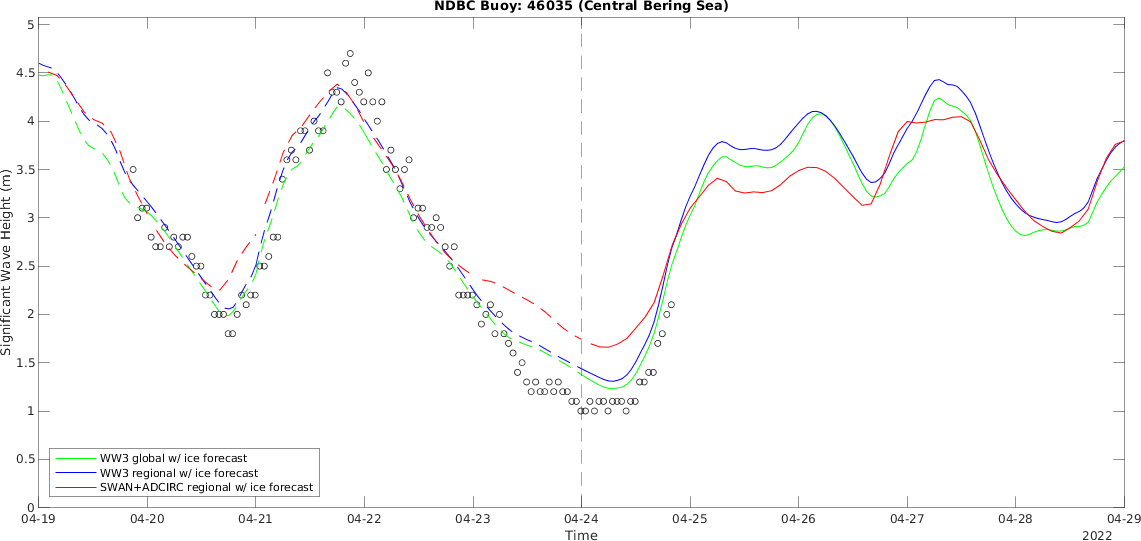 NDBC Buoy: 46035 (Central Bering Sea)
5
4.5
4
3.5
3
2.5
2
1.5
1
0.5
0
Significant Wave Height (m)
WW3 global w/ ice forecast
WW3 regional w/ ice forecast
SWAN+ADCIRC regional w/ ice forecast
04-19 04-20 04-21 04-22 04-23 04-24 04-25 04-26 04-27 04-28 04-29
Time
2022